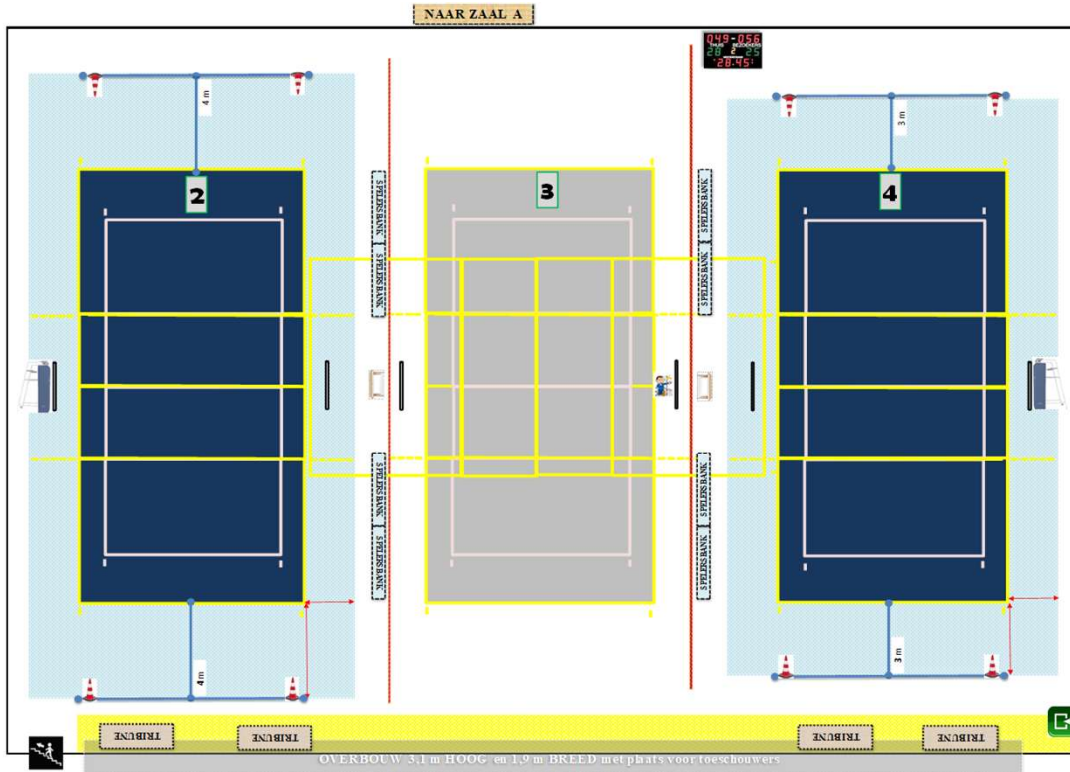 NAAR ZAAL A
049-056
THUIS BEZOEKERS
28 2 25
28.45
4 m
3 m
2
3
4
SPELERSBANK
SPELERSBANK
SPELERSBANK
SPELERSBANK
SPELERSBANK
SPELERSBANK
SPELERSBANK
SPELERSBANK
4m
3 m
TRIBUNE
TRIBUNE
TRIBUNE
TRIBUNE
OVERBOUW 3,1 m HOOG en 1,9 m BREED met plaats voor toeschouwers